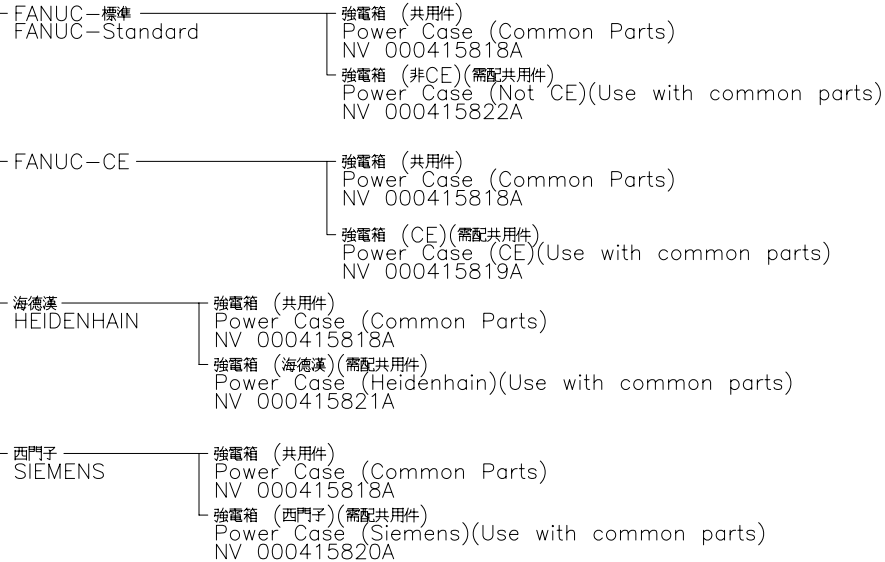 FANUC-標準
FANUC-Standard
強電箱 (共用件)
Power Case (Common Parts)
NV 000415818A
強電箱 (非CE)(需配共用件)
Power Case (Not CE)(Use with common parts)
NV 000415822A
FANUC-CE
強電箱 (共用件)
Power Case (Common Parts)
NV 000415818A
強電箱 (CE)(需配共用件)
Power Case (CE)(Use with common parts)
NV 000415819A
海德漢
HEIDENHAIN
強電箱 (共用件)
Power Case (Common Parts)
NV 000415818A
強電箱 (海德漢)(需配共用件)
Power Case (Heidenhain)(Use with common parts)
NV 000415821A
西門子
SIEMENS
強電箱 (共用件)
Power Case (Common Parts)
NV 000415818A
強電箱 (西門子)(需配共用件)
Power Case (Siemens)(Use with common parts)
NV 000415820A